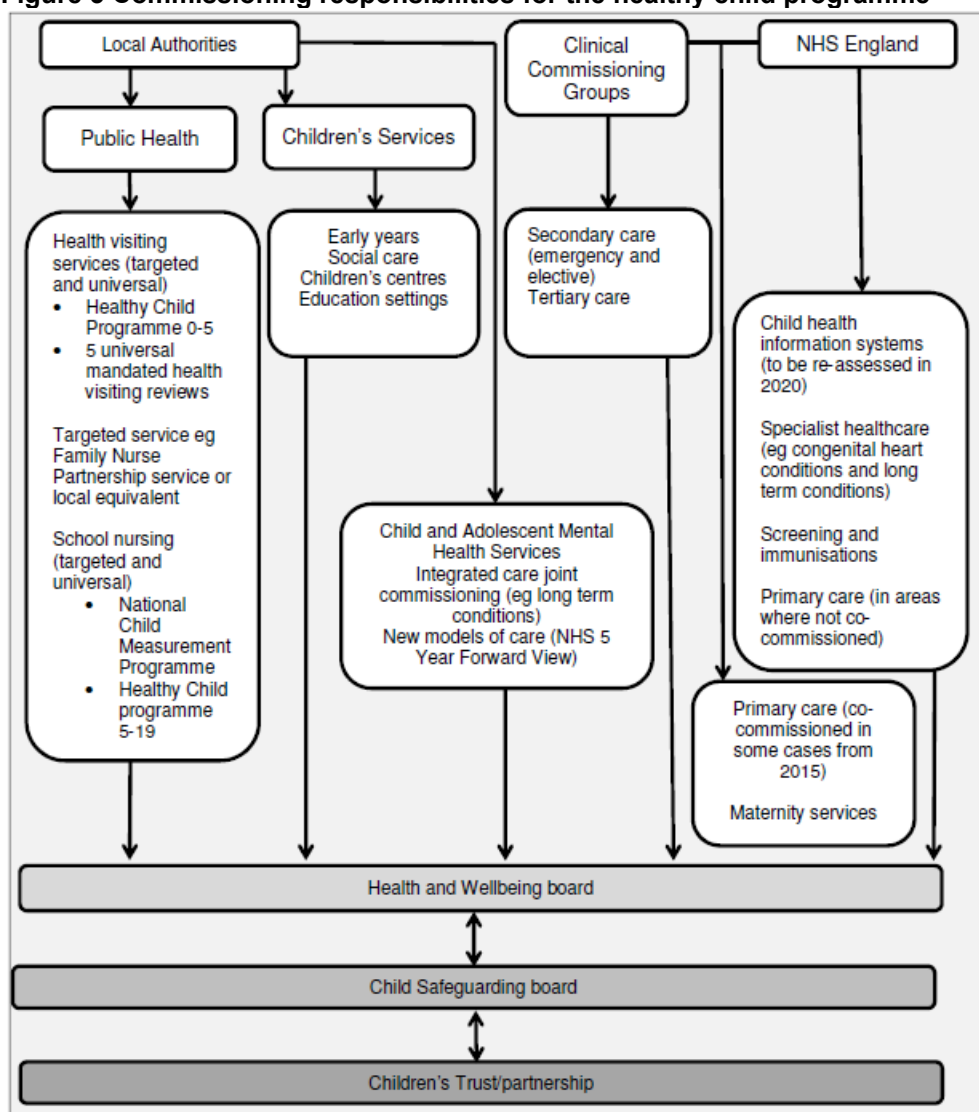 Figure 3 Commissioning responsibilities for the healthy child programme
Local Authorities
Clinical
Commissioning
Groups
NHS England
Public Health
Children's Services
Health visiting
services (targeted
and universal)
• Healthy Child
Programme 0-5
• 5 universal
mandated health
visiting reviews
Targeted service eg
Family Nurse
Partnership service or
local equivalent
School nursing
(targeted and
universal)
• National
Child
Measurement
Programme
• Healthy Child
programme
5-19
Early years
Social care
Children's centres
Education settings
Secondary care
(emergency and
elective)
Tertiary care
Child health
information systems
(to be re-assessed in
2020)
Specialist healthcare
(eg congenital heart
conditions and long
term conditions)
Screening and
immunisations
Primary care (in areas
where not co-
commissioned)
Child and Adolescent Mental
Health Services
Integrated care joint
commissioning (eg long term
conditions)
New models of care (NHS 5
Year Forward View)
Primary care (co-
commissioned in
some cases from
2015)
Maternity services
Health and Wellbeing board
Child Safeguarding board
Children's Trust/partnership